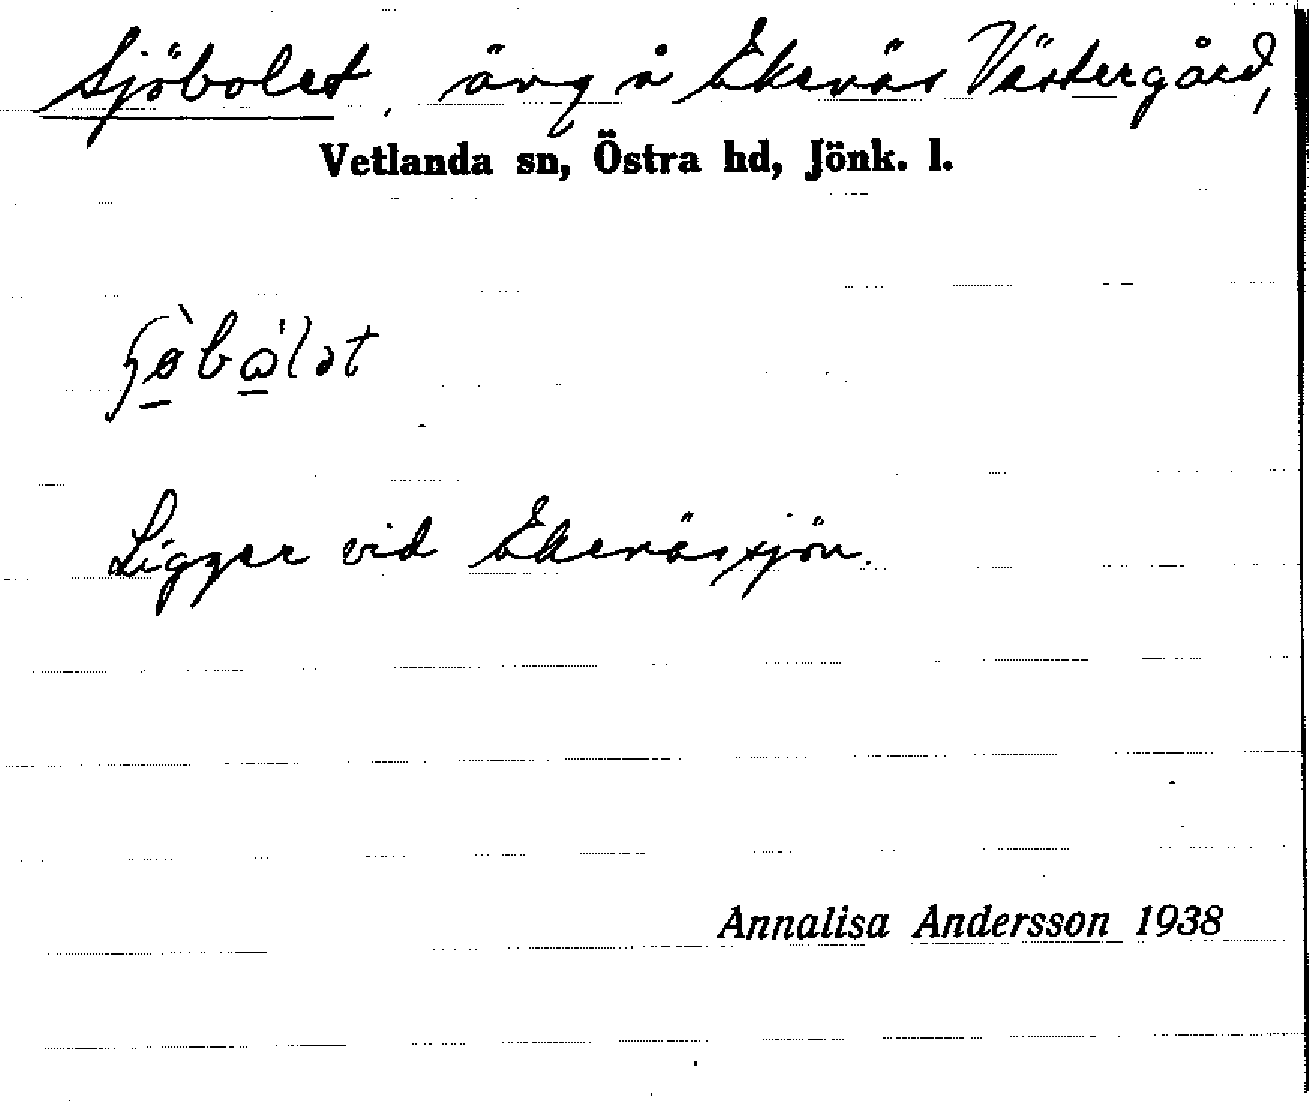 Sjöbolet, äng å Ekenäs Västergård,
Vetlanda sn, Östra hd, Jönk. l.
Ligger vid Ekenässjön.
Annalisa Andersson 1938